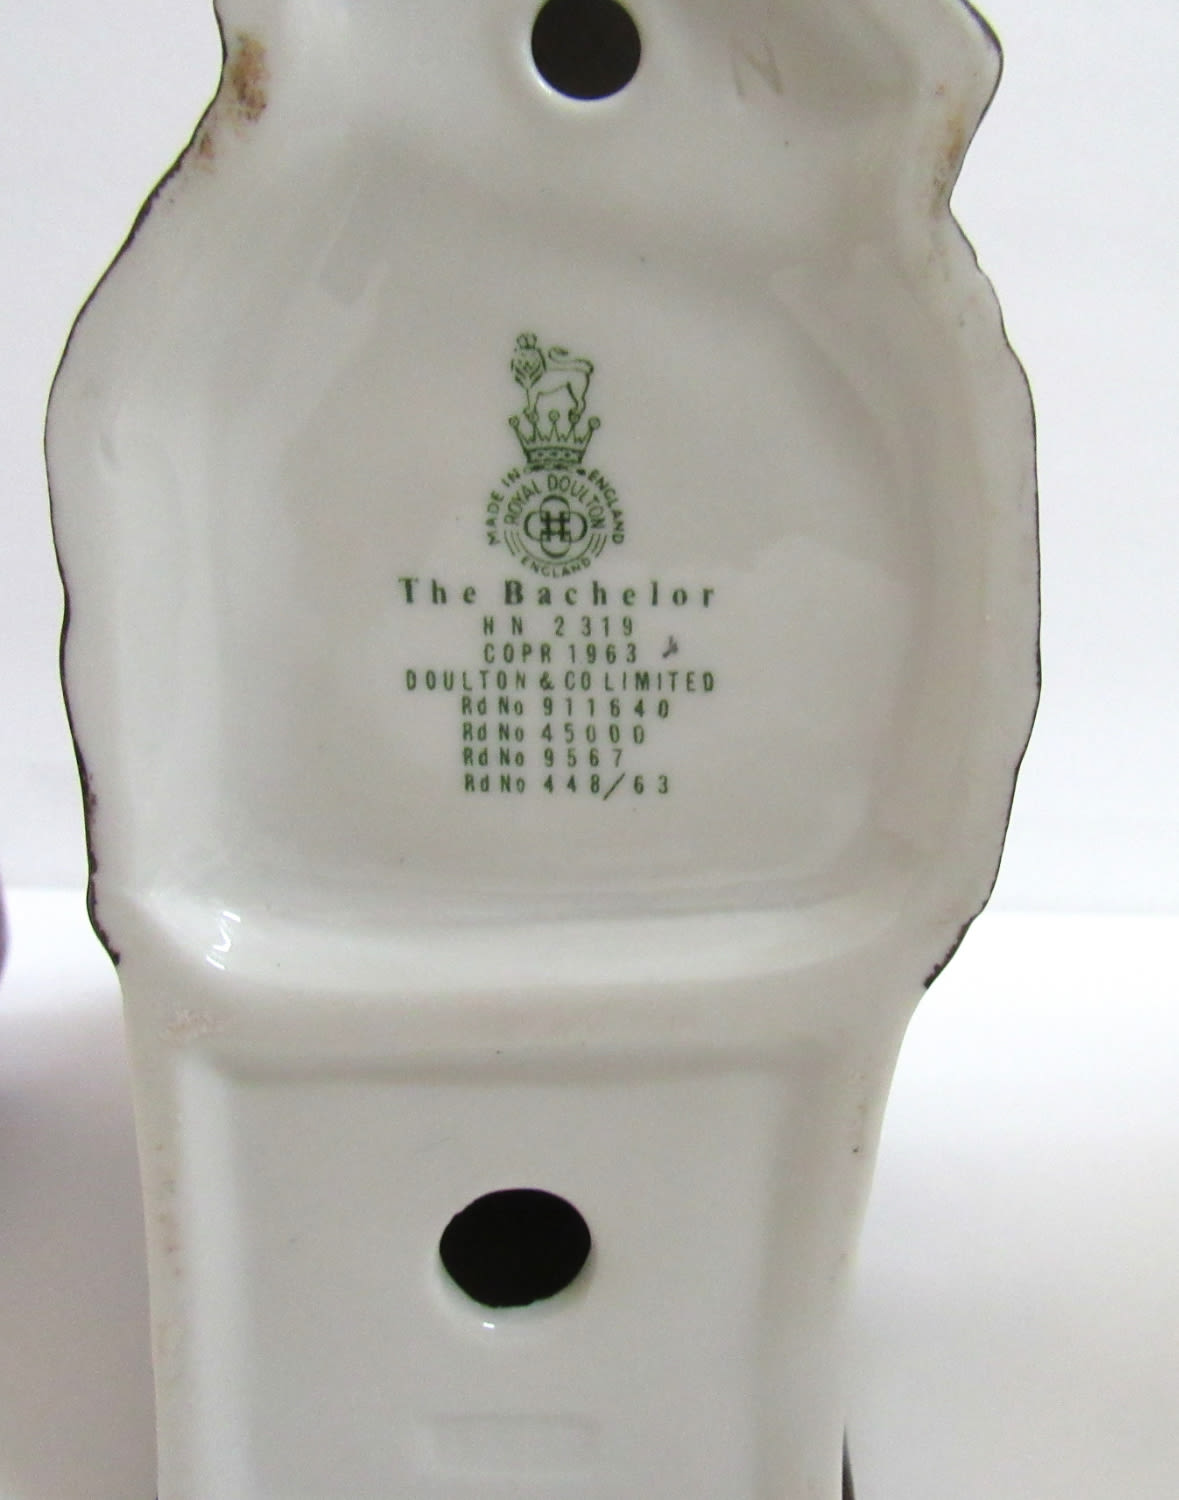 N
MADE IN ENGLAND
ROYAL DOULTON
ENGLAND
The Bachelor
H N 2319
COPR 1963
DOULTON & CO LIMITED
Rd No 911640
Rd No 45000
Rd No 9567
Rd No 448/63